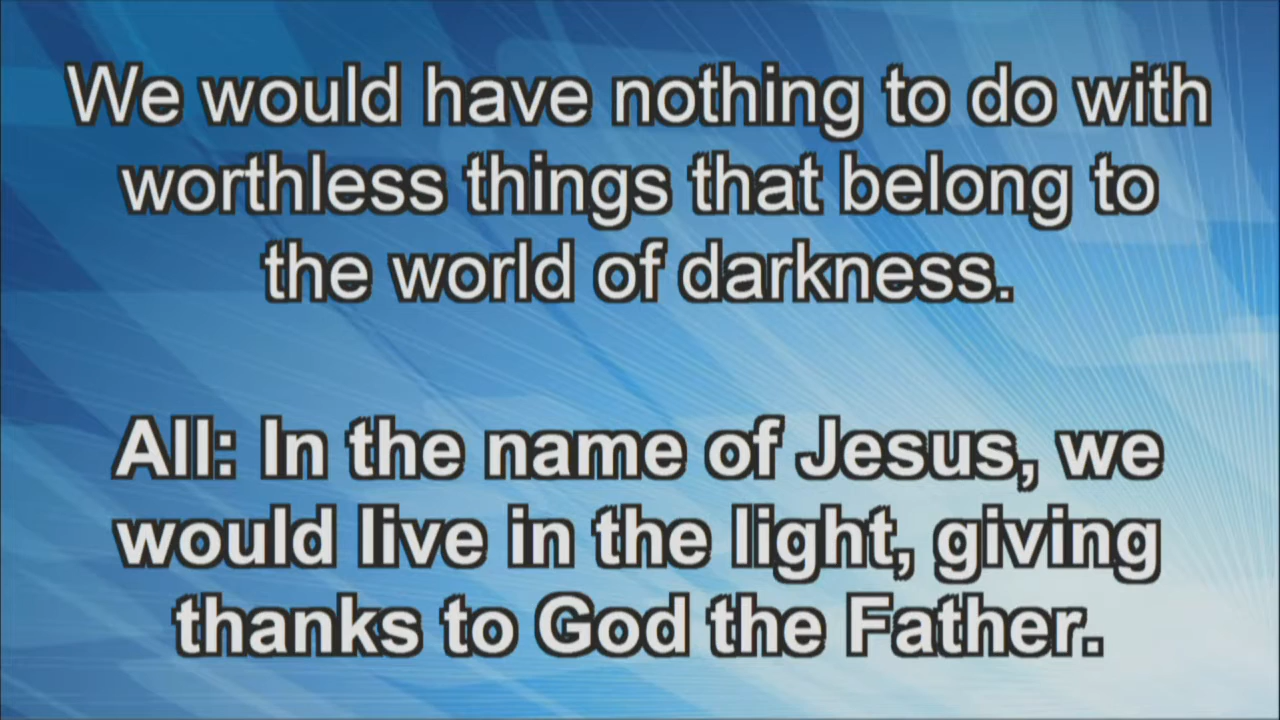 We would have nothing to do with
worthless things that belong to
the world of darkness.
All: In the name of Jesus, we
would live in the light, giving
thanks to God the Father.